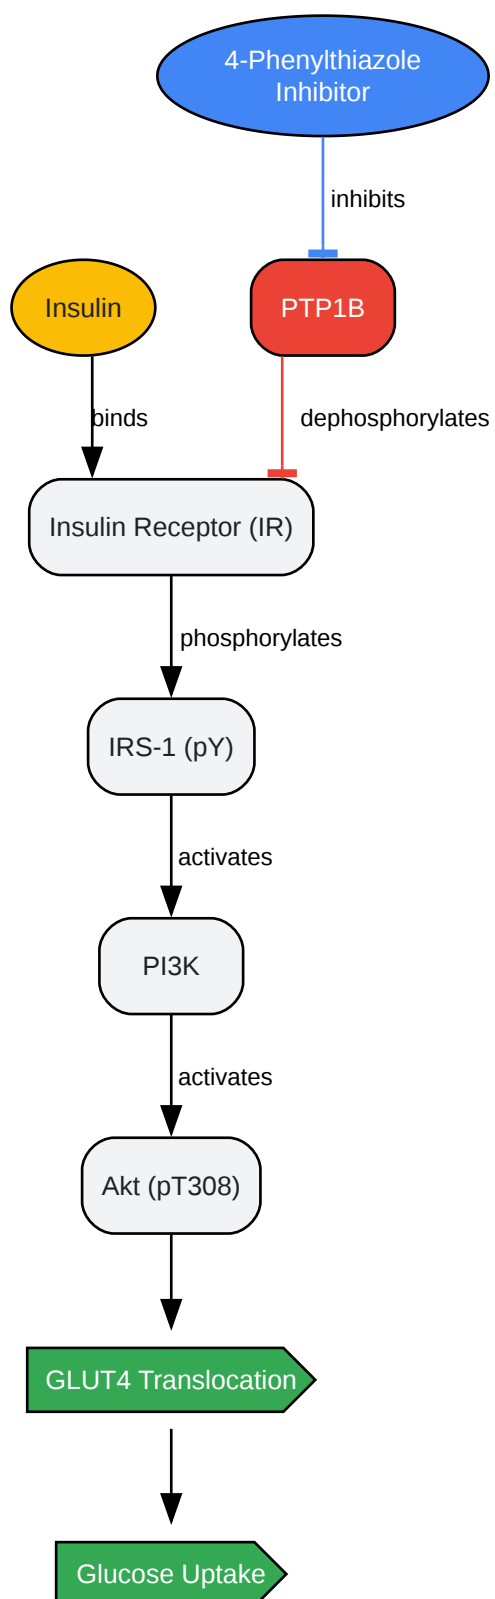 4-Phenylthiazole
Inhibitor
inhibits
Insulin
PTP1B
binds
dephosphorylates
Insulin Receptor (IR)
phosphorylates
IRS-1 (pY)
activates
PI3K
activates
Akt (pT308)
GLUT4 Translocation
Glucose Uptake